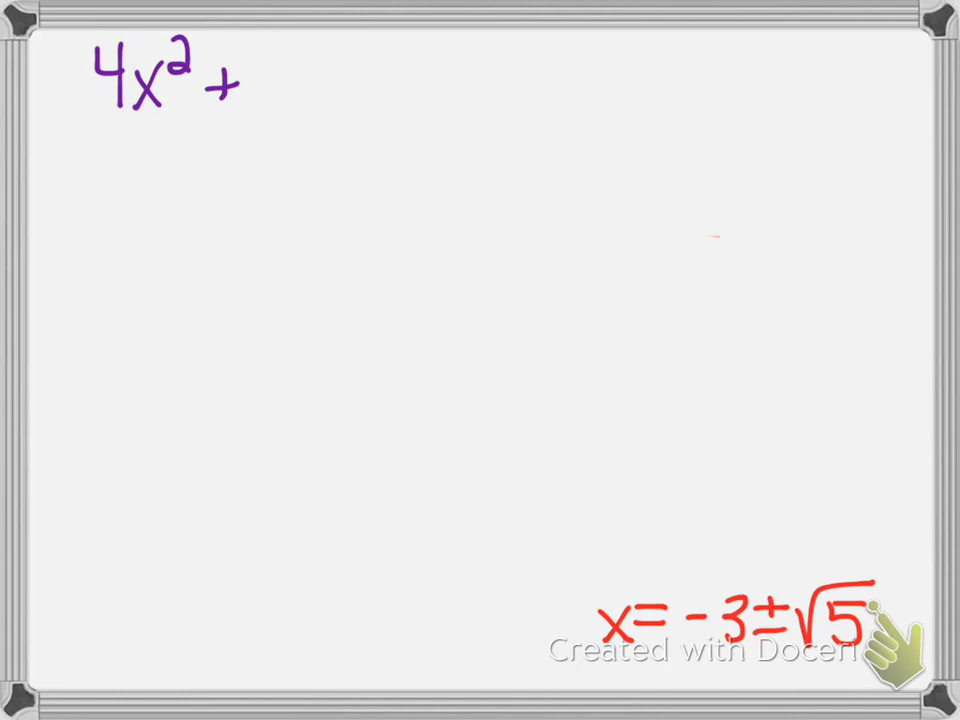 4x² +
x = -3 ± √5
Created with Doceri